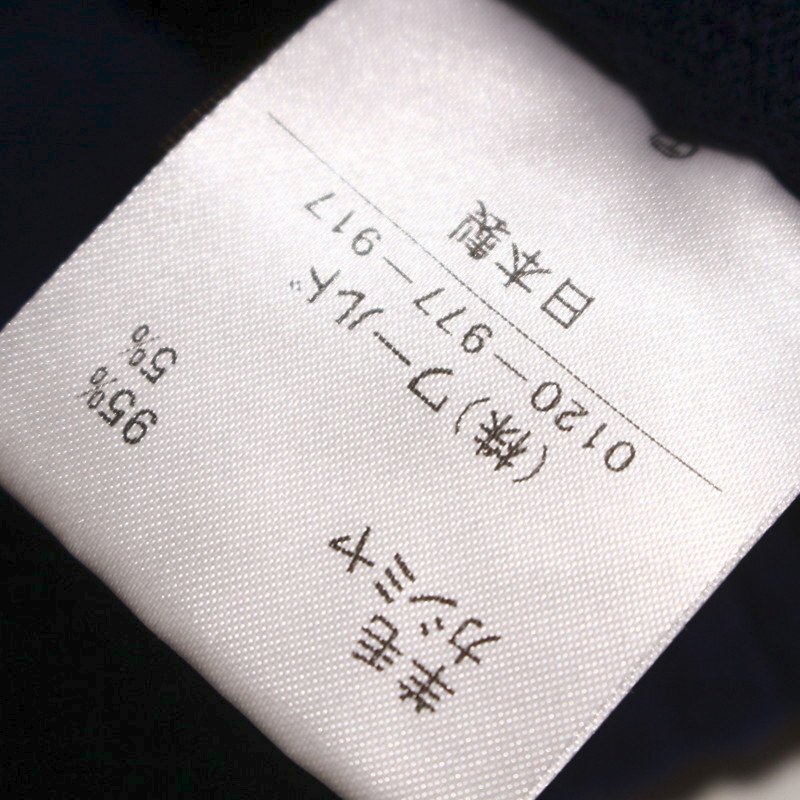 羊毛 95%
カシミヤ 5%
(株)ワールド
0120-977-917
日本製